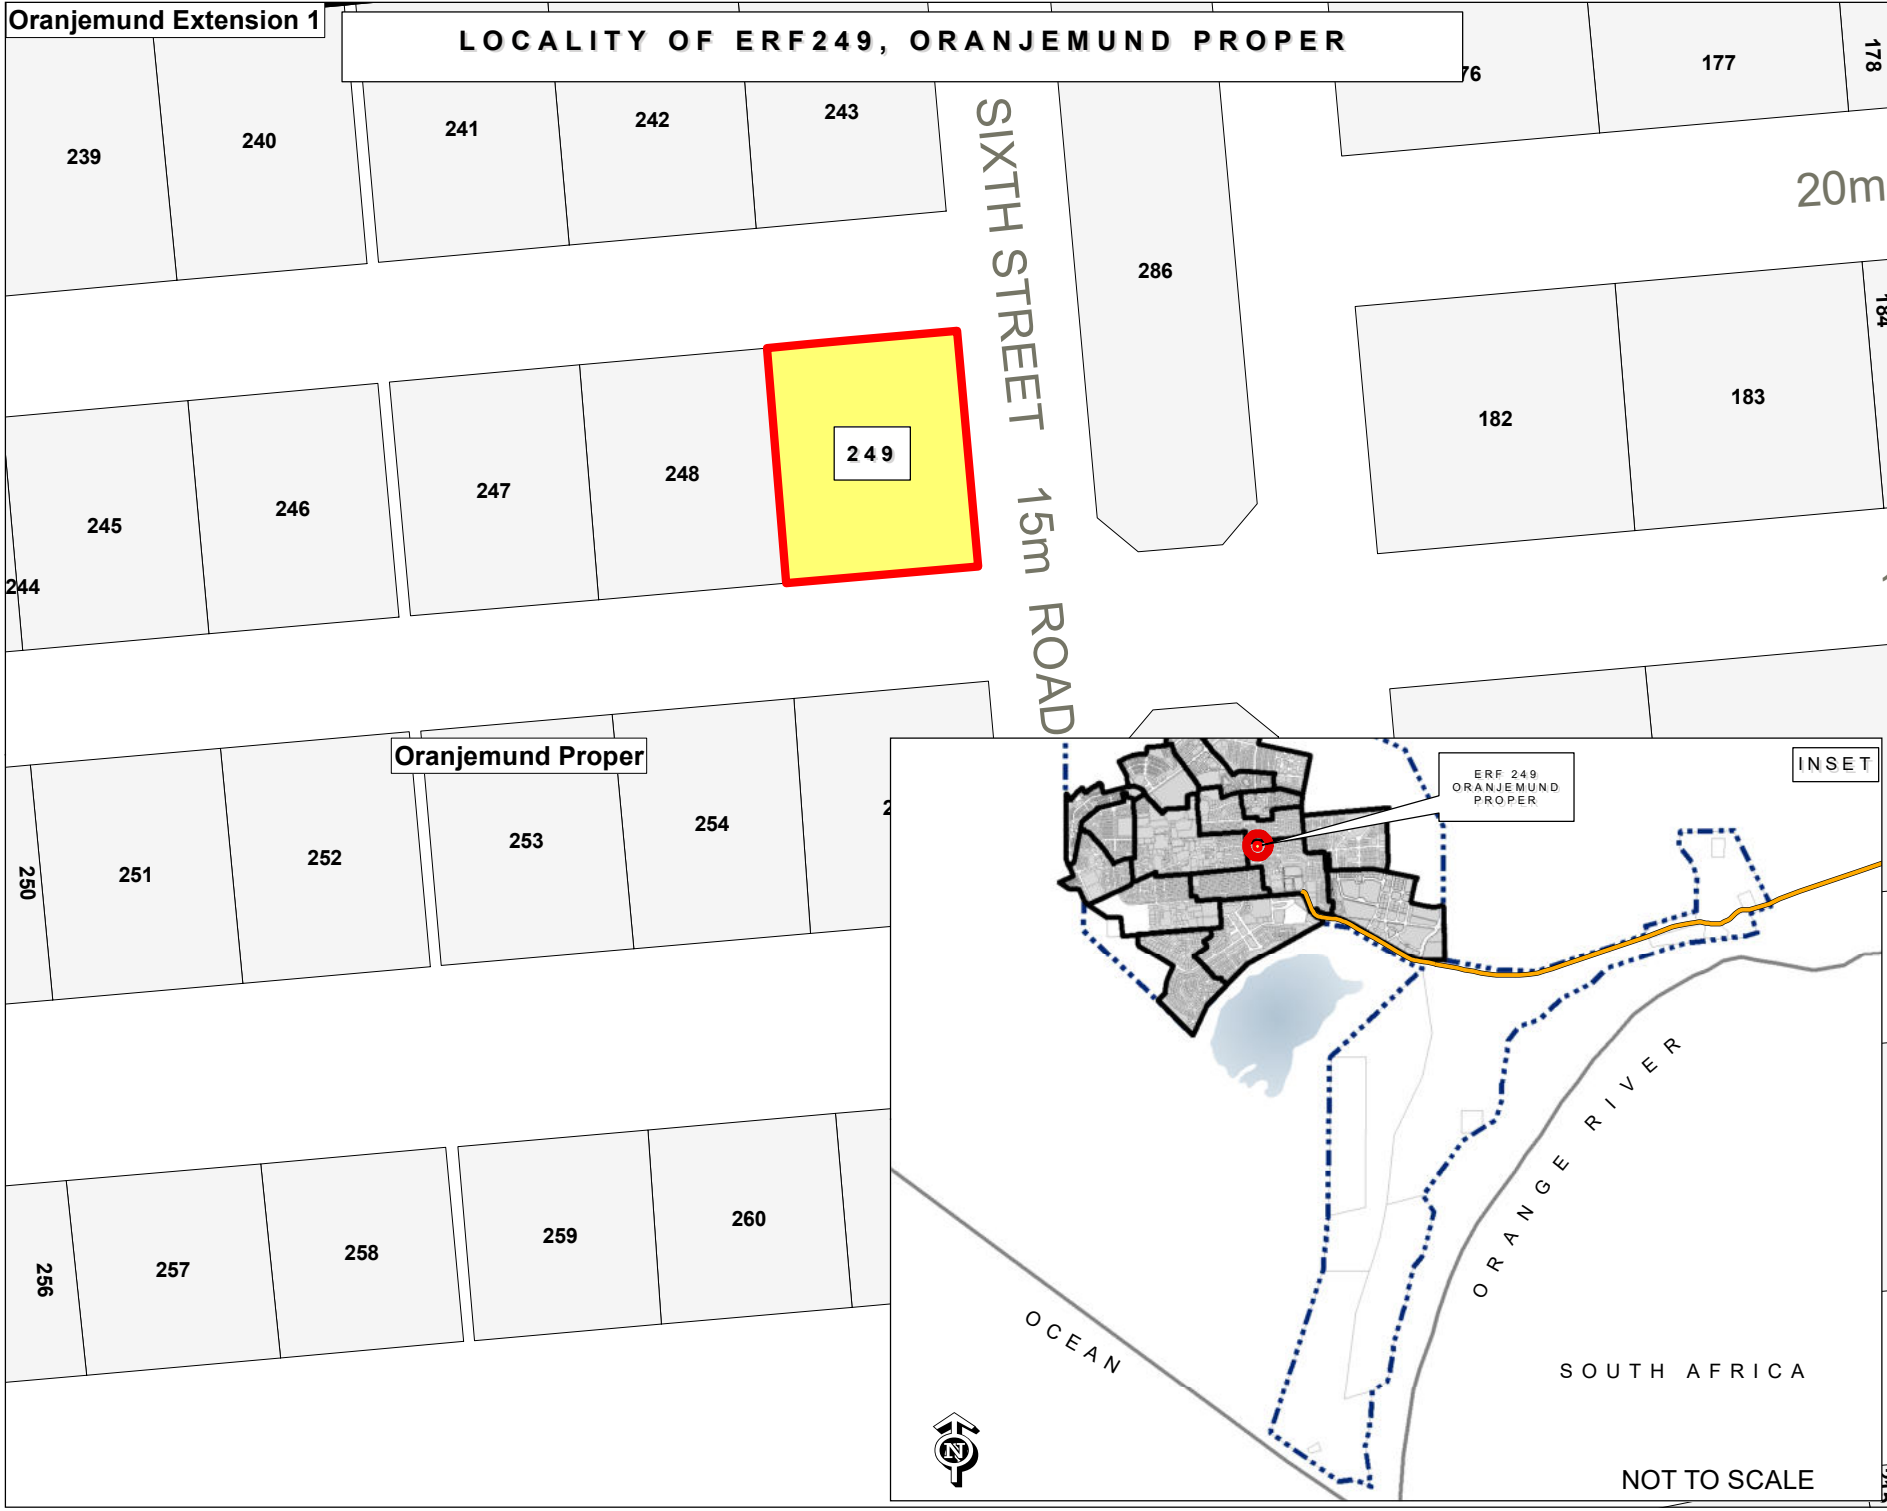 Oranjemund Extension 1
LOCALITY OF ERF249, ORANJEMUND PROPER
177
178
239
240
241
242
243
SIXTH STREET 15m ROAD
20m
286
184
182
183
249
248
247
246
245
244
Oranjemund Proper
250
251
252
253
254
256
257
258
259
260
INSET
ERF 249
ORANJEMUND
PROPER
ORANGE RIVER
OCEAN
SOUTH AFRICA
N
NOT TO SCALE